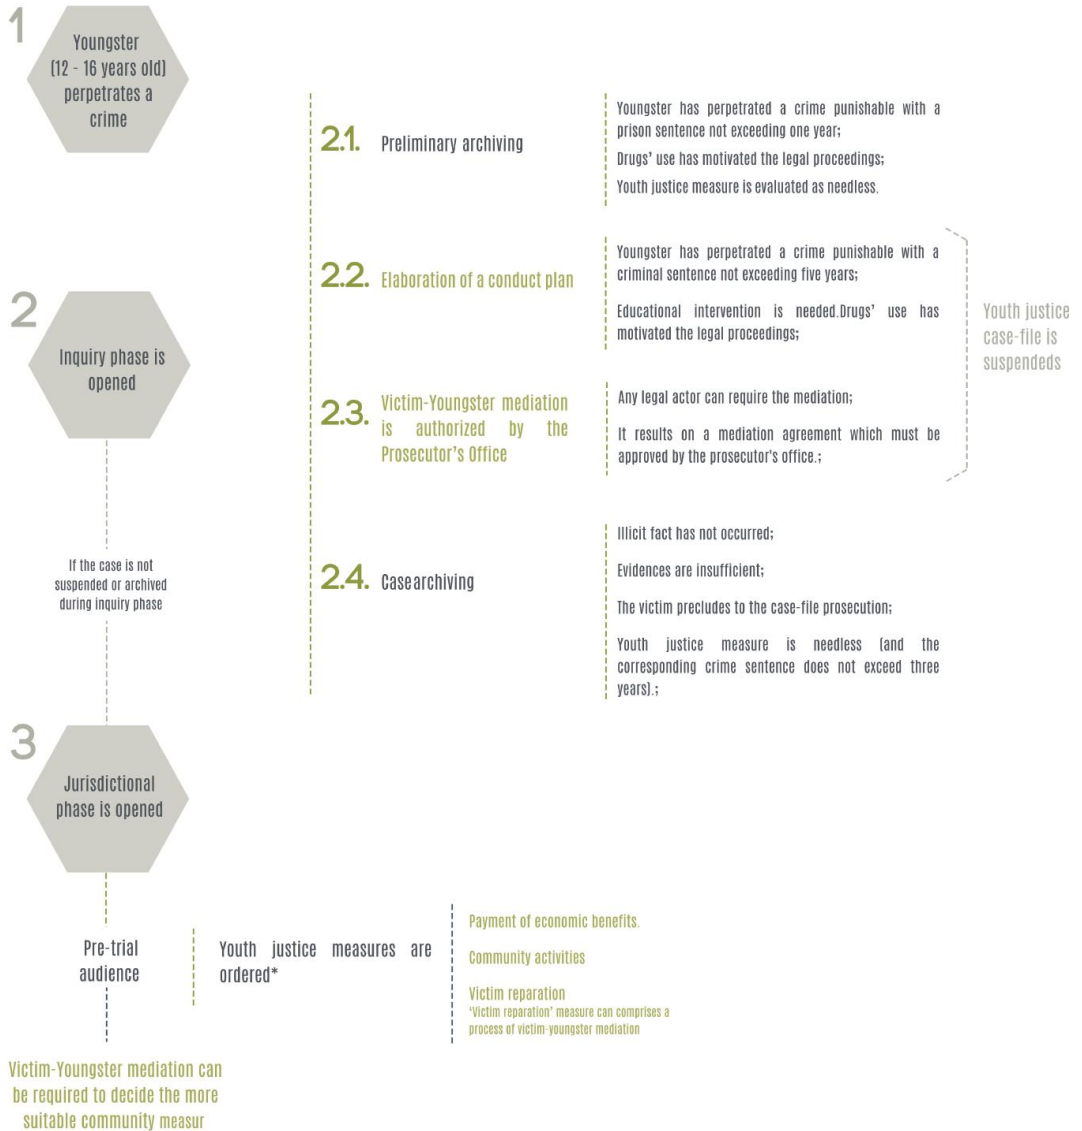 1
Youngster
(12 - 16 years old)
perpetrates a
crime
2.1. Preliminary archiving
Youngster has perpetrated a crime punishable with a
prison sentence not exceeding one year;
Drugs' use has motivated the legal proceedings;
Youth justice measure is evaluated as needless.
2
Inquiry phase is
opened
2.2. Elaboration of a conduct plan
Youngster has perpetrated a crime punishable with a
criminal sentence not exceeding five years;
Educational intervention is needed.Drugs' use has
motivated the legal proceedings;
2.3. Victim-Youngster mediation
is authorized by the
Prosecutor's Office
Any legal actor can require the mediation;
It results on a mediation agreement which must be
approved by the prosecutor's office.;
Youth justice
case-file is
suspendeds
2.4. Casearchiving
Illicit fact has not occurred;
Evidences are insufficient;
The victim precludes to the case-file prosecution;
Youth justice measure is needless (and the
corresponding crime sentence does not exceed three
years).;
If the case is not
suspended or archived
during inquiry phase
3
Jurisdictional
phase is opened
Pre-trial
audience
Youth justice measures are
ordered*
Payment of economic benefits.
Community activities
Victim reparation
'Victim reparation' measure can comprises a
process of victim-youngster mediation
Victim-Youngster mediation can
be required to decide the more
suitable community measur